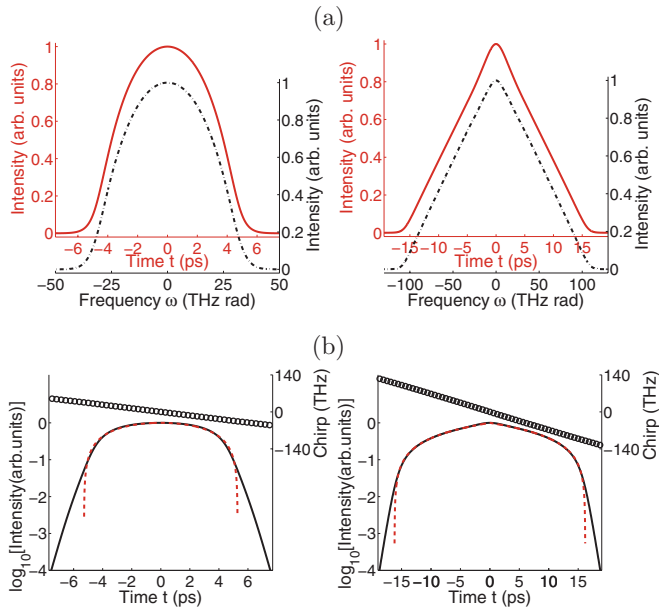 (a)
Intensity (arb. units)
1
0.8
0.6
0.4
0.2
0
−6 −4 −2 0 2 4 6
Time t (ps)
1
0.8
0.6
0.4
0.2
0
Intensity (arb. units)
−50 −25 0 25 50
Frequency ω (THz rad)
Intensity (arb. units)
1
0.8
0.6
0.4
0.2
0
−15 −10 −5 0 5 10 15
Time t (ps)
1
0.8
0.6
0.4
0.2
0
Intensity (arb. units)
−100 −50 0 50 100
Frequency ω (THz rad)
(b)
log10[Intensity(arb.units)]
0
−1
−2
−3
−4
−6 −4 −2 0 2 4 6
Time t (ps)
140
0
−140
Chirp (THz)
log10[Intensity(arb.units)]
0
−1
−2
−3
−4
−15 −10 −5 0 5 10 15
Time t (ps)
140
0
−140
Chirp (THz)